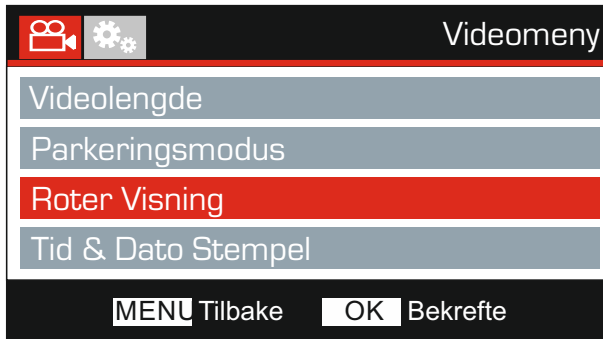 Videomeny
Videolengde
Parkeringsmodus
Roter Visning
Tid & Dato Stempel
MENU Tilbake OK Bekrefte